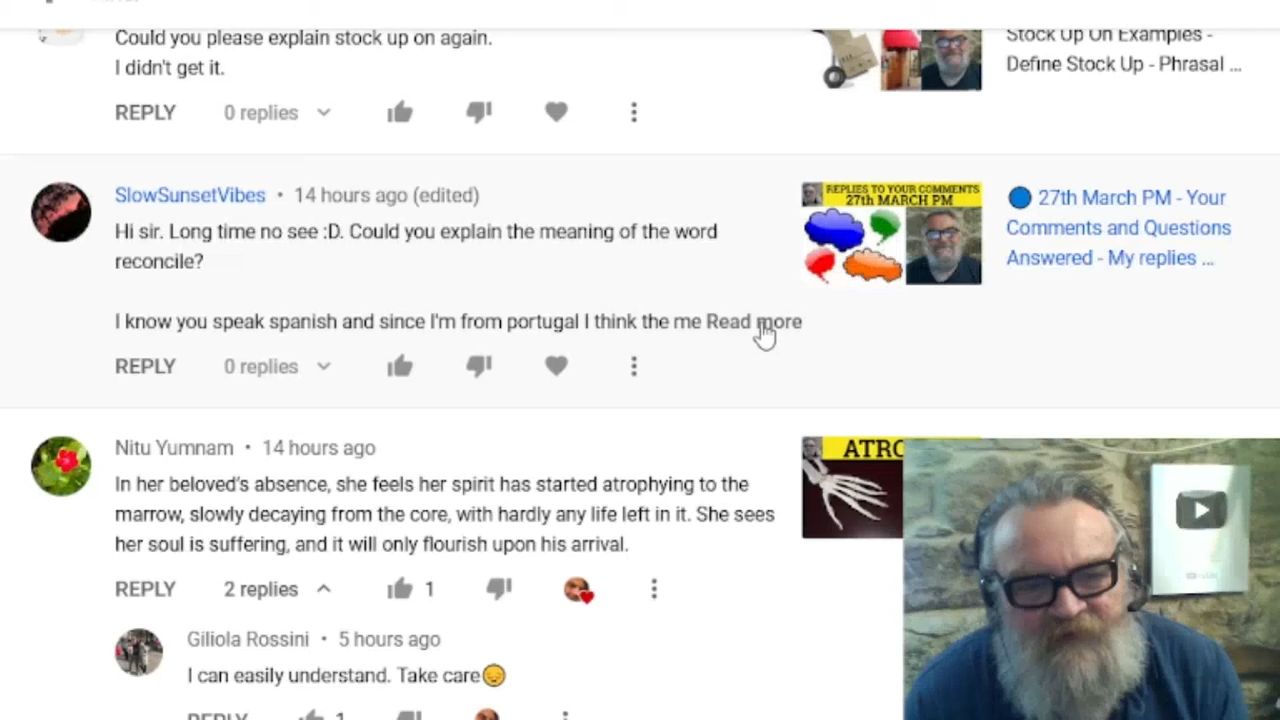 Could you please explain stock up on again.
I didn't get it.
Stock Up On Examples -
Define Stock Up - Phrasal ...
REPLY 0 replies
SlowSunsetVibes • 14 hours ago (edited)
Hi sir. Long time no see :D. Could you explain the meaning of the word
reconcile?
I know you speak spanish and since I'm from portugal I think the me Read more
REPLY 0 replies
REPLIES TO YOUR COMMENTS
27th MARCH PM
27th March PM - Your
Comments and Questions
Answered - My replies ...
Nitu Yumnam • 14 hours ago
In her beloved's absence, she feels her spirit has started atrophying to the
marrow, slowly decaying from the core, with hardly any life left in it. She sees
her soul is suffering, and it will only flourish upon his arrival.
ATRO
REPLY 2 replies 1
Giliola Rossini • 5 hours ago
I can easily understand. Take care😔
REPLY 1